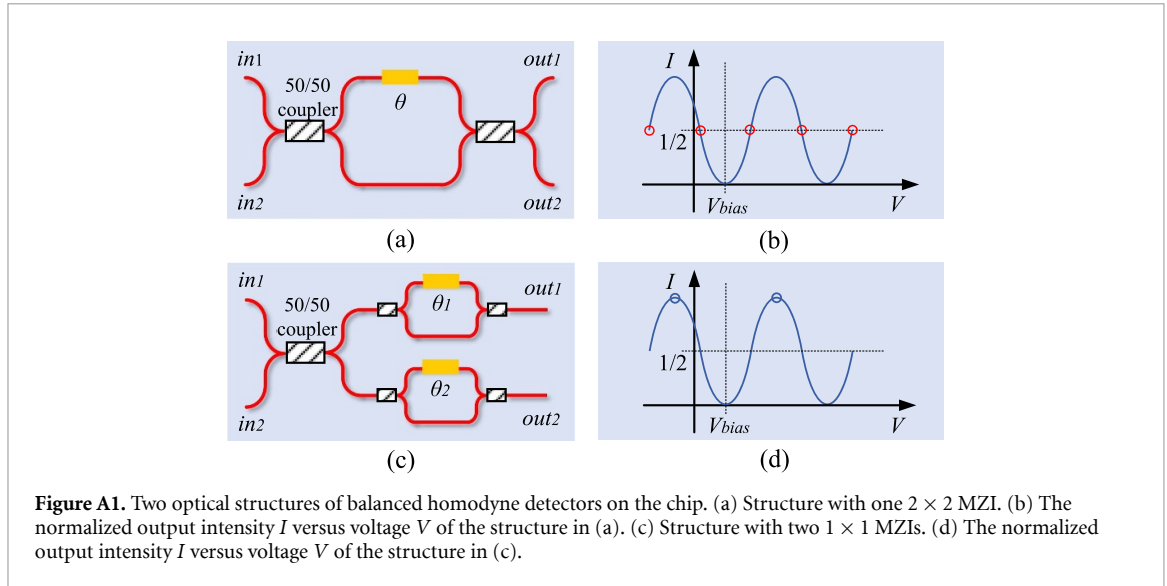 in1
out1
50/50
coupler
θ
in2
out2
(a)
I
1/2
Vbias
V
(b)
in1
out1
50/50
coupler
θ1
θ2
in2
out2
(c)
I
1/2
Vbias
V
(d)
Figure A1. Two optical structures of balanced homodyne detectors on the chip. (a) Structure with one 2 × 2 MZI. (b) The
normalized output intensity I versus voltage V of the structure in (a). (c) Structure with two 1 × 1 MZIs. (d) The normalized
output intensity I versus voltage V of the structure in (c).